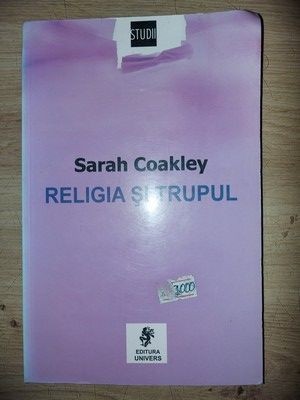 STUDII
Sarah Coakley
RELIGIA ȘI TRUPUL
3000
EDITURA
UNIVERS